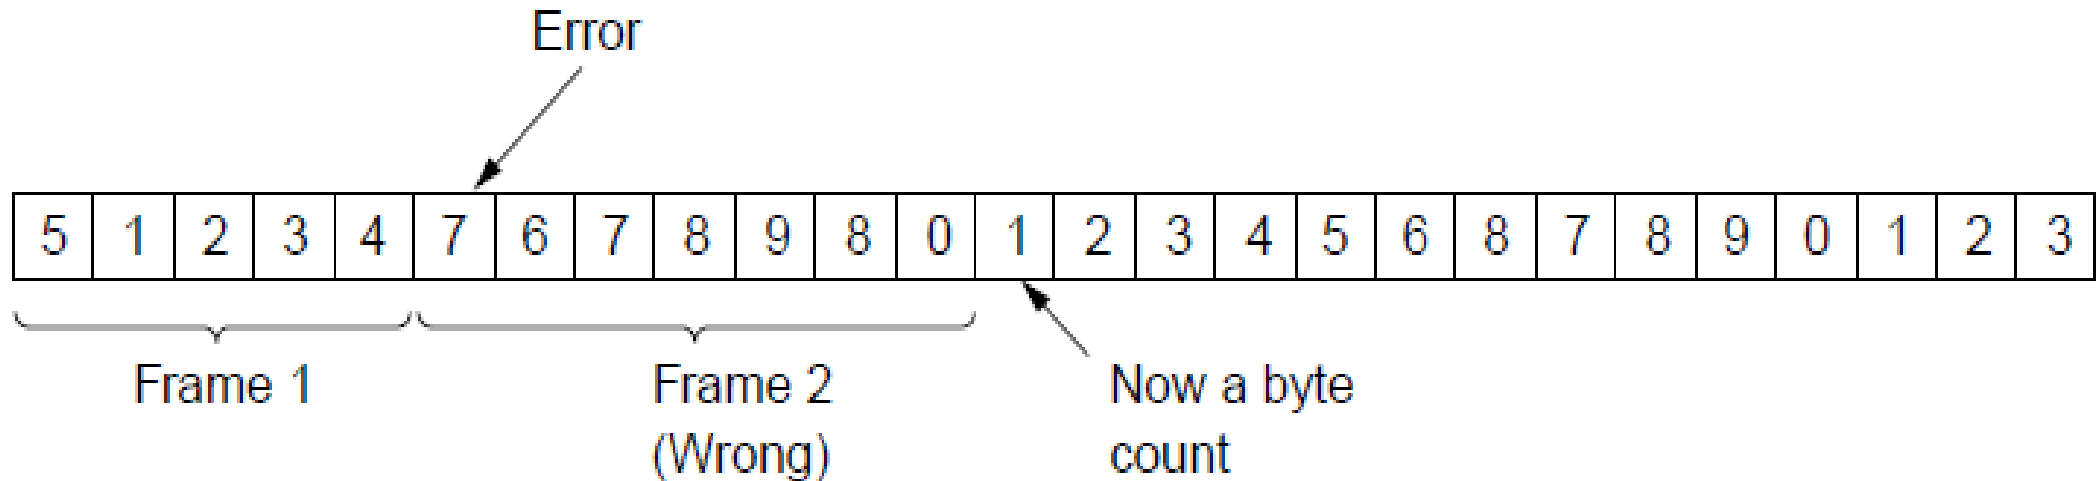 Error
5 1 2 3 4 7 6 7 8 9 8 0 1 2 3 4 5 6 8 7 8 9 0 1 2 3
Frame 1
Frame 2
(Wrong)
Now a byte
count